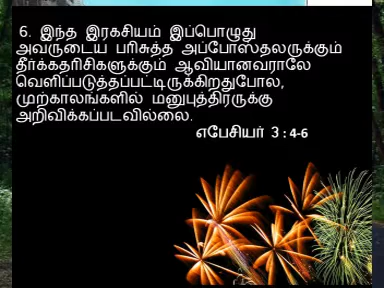 6. இந்த இரகசியம் இப்பொழுது
அவருடைய பரிசுத்த அப்போஸ்தலருக்கும்
தீர்க்கதரிசிகளுக்கும் ஆவியானவராலே
வெளிப்படுத்தப்பட்டிருக்கிறதுபோல,
முற்காலங்களில் மனுபுத்திரருக்கு
அறிவிக்கப்படவில்லை.
எபேசியர் 3:4-6